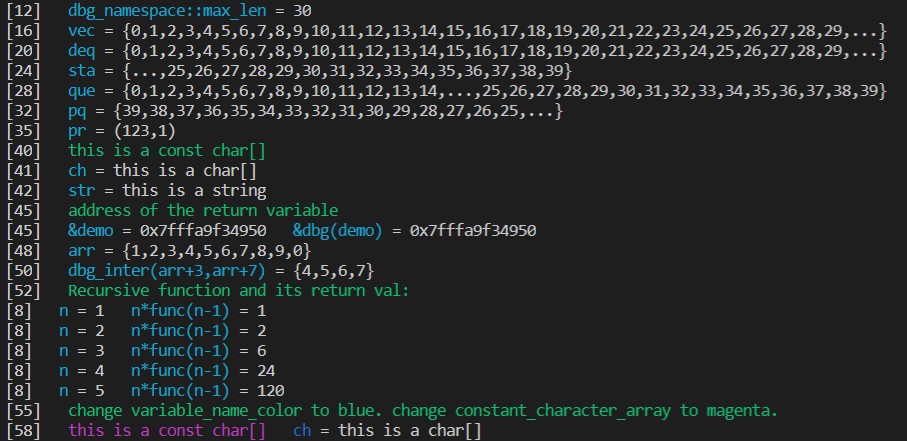 [12] dbg_namespace::max_len = 30
[16] vec = {0,1,2,3,4,5,6,7,8,9,10,11,12,13,14,15,16,17,18,19,20,21,22,23,24,25,26,27,28,29,...}
[20] deq = {0,1,2,3,4,5,6,7,8,9,10,11,12,13,14,15,16,17,18,19,20,21,22,23,24,25,26,27,28,29,...}
[24] sta = {...,25,26,27,28,29,30,31,32,33,34,35,36,37,38,39}
[28] que = {0,1,2,3,4,5,6,7,8,9,10,11,12,13,14,...,25,26,27,28,29,30,31,32,33,34,35,36,37,38,39}
[32] pq = {39,38,37,36,35,34,33,32,31,30,29,28,27,26,25,...}
[35] pr = (123,1)
[40] this is a const char[]
[41] ch = this is a char[]
[42] str = this is a string
[45] address of the return variable
[45] &demo = 0x7fffa9f34950 &dbg(demo) = 0x7fffa9f34950
[48] arr = {1,2,3,4,5,6,7,8,9,0}
[50] dbg_inter(arr+3,arr+7) = {4,5,6,7}
[52] Recursive function and its return val:
[8] n = 1 n*func(n-1) = 1
[8] n = 2 n*func(n-1) = 2
[8] n = 3 n*func(n-1) = 6
[8] n = 4 n*func(n-1) = 24
[8] n = 5 n*func(n-1) = 120
[55] change variable_name_color to blue. change constant_character_array to magenta.
[58] this is a const char[] ch = this is a char[]